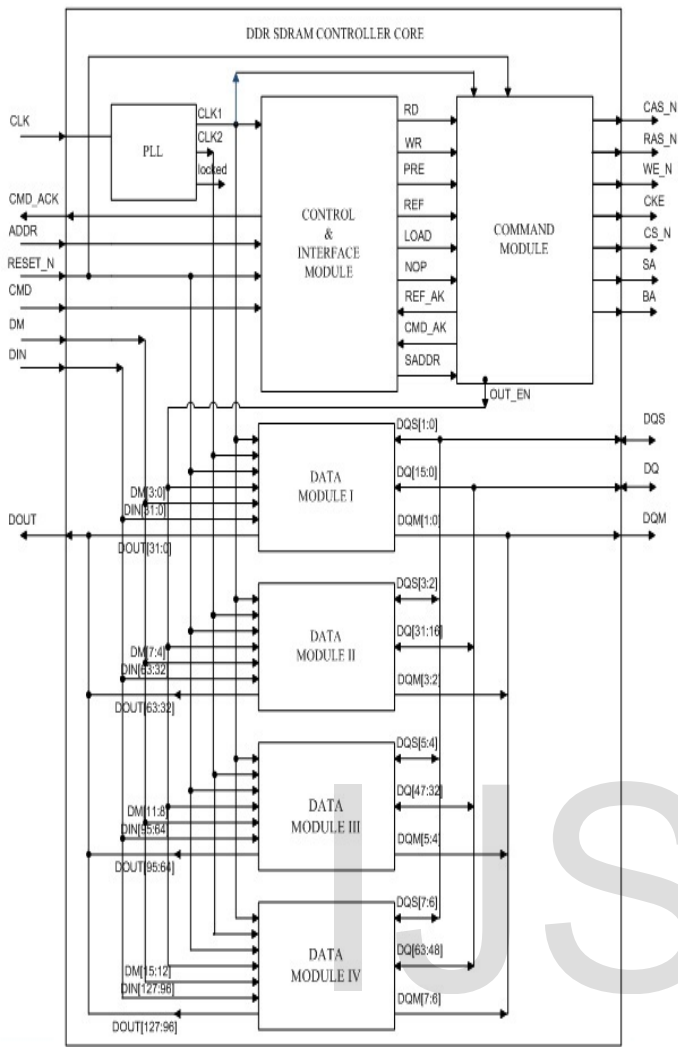 DDR SDRAM CONTROLLER CORE
CLK
PLL
CLK1
CLK2
locked
CMD_ACK
ADDR
RESET_N
CMD
DM
DIN
CONTROL
&
INTERFACE
MODULE
RD
WR
PRE
REF
LOAD
NOP
REF_AK
CMD_AK
SADDR
COMMAND
MODULE
CAS_N
RAS_N
WE_N
CKE
CS_N
SA
BA
OUT_EN
DATA
MODULE I
DM[3:0]
DIN[31:0]
DOUT[31:0]
DQS[1:0]
DQ[15:0]
DQM[1:0]
DOUT
DQS
DQ
DQM
DATA
MODULE II
DM[7:4]
DIN[63:32]
DOUT[63:32]
DQS[3:2]
DQ[31:16]
DQM[3:2]
DATA
MODULE III
DM[11:8]
DIN[95:64]
DOUT[95:64]
DQS[5:4]
DQ[47:32]
DQM[5:4]
DATA
MODULE IV
DM[15:12]
DIN[127:96]
DOUT[127:96]
DQS[7:6]
DQ[63:48]
DQM[7:6]
IJS